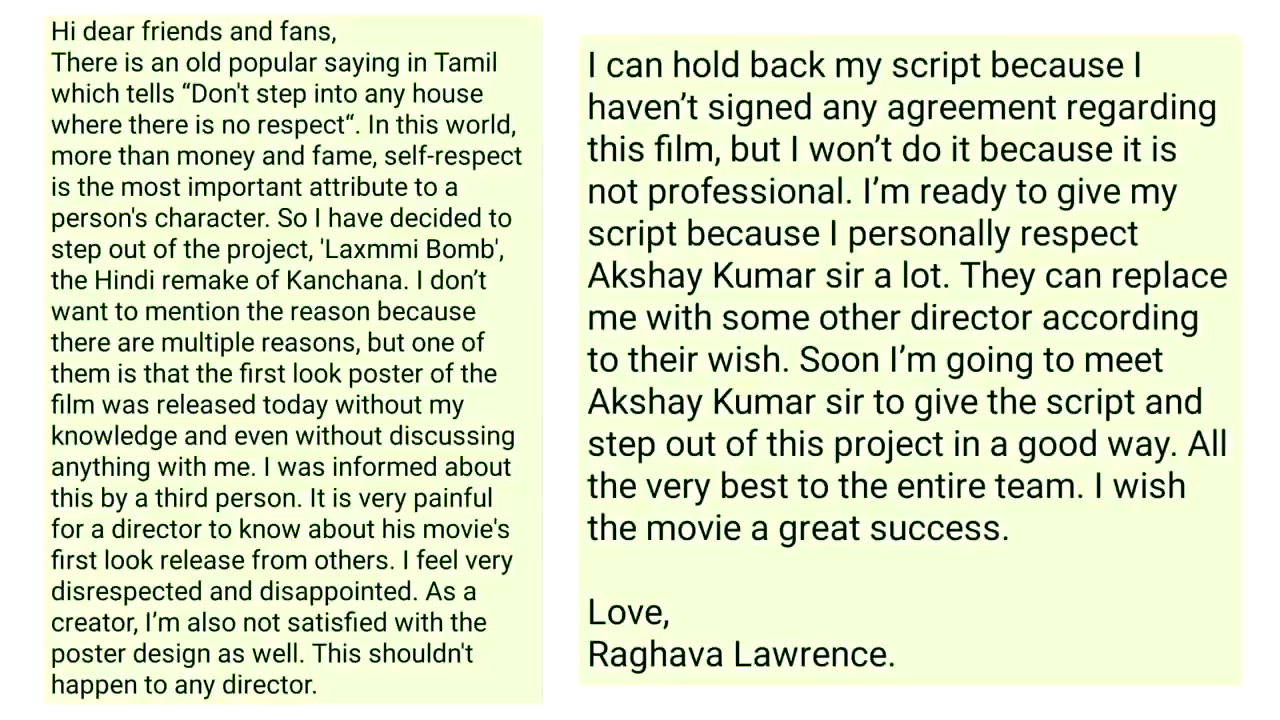 Hi dear friends and fans,
There is an old popular saying in Tamil
which tells “Don't step into any house
where there is no respect“. In this world,
more than money and fame, self-respect
is the most important attribute to a
person's character. So I have decided to
step out of the project, 'Laxmmi Bomb',
the Hindi remake of Kanchana. I don’t
want to mention the reason because
there are multiple reasons, but one of
them is that the first look poster of the
film was released today without my
knowledge and even without discussing
anything with me. I was informed about
this by a third person. It is very painful
for a director to know about his movie's
first look release from others. I feel very
disrespected and disappointed. As a
creator, I’m also not satisfied with the
poster design as well. This shouldn't
happen to any director.
I can hold back my script because I
haven’t signed any agreement regarding
this film, but I won’t do it because it is
not professional. I’m ready to give my
script because I personally respect
Akshay Kumar sir a lot. They can replace
me with some other director according
to their wish. Soon I’m going to meet
Akshay Kumar sir to give the script and
step out of this project in a good way. All
the very best to the entire team. I wish
the movie a great success.
Love,
Raghava Lawrence.